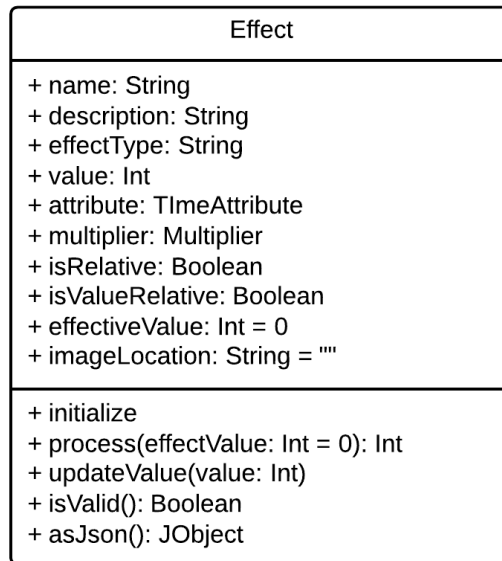 Effect
+ name: String
+ description: String
+ effectType: String
+ value: Int
+ attribute: TImeAttribute
+ multiplier: Multiplier
+ isRelative: Boolean
+ isValueRelative: Boolean
+ effectiveValue: Int = 0
+ imageLocation: String = ""
+ initialize
+ process(effectValue: Int = 0): Int
+ updateValue(value: Int)
+ isValid(): Boolean
+ asJson(): JObject